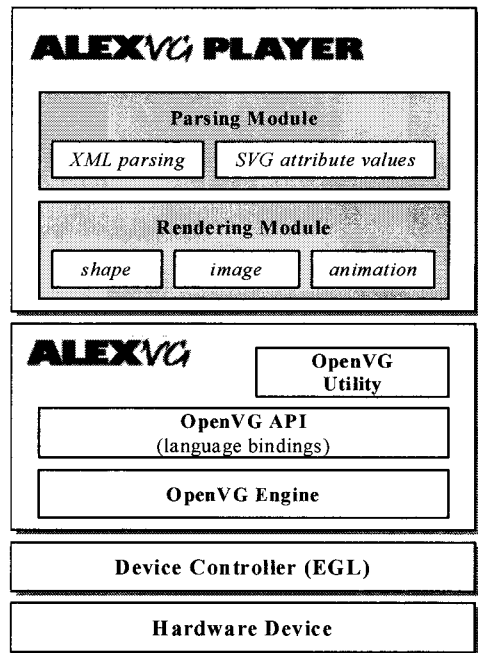 ALEXVG PLAYER
Parsing Module
XML parsing
SVG attribute values
Rendering Module
shape
image
animation
ALEXVG
OpenVG
Utility
OpenVG API
(language bindings)
OpenVG Engine
Device Controller (EGL)
Hardware Device